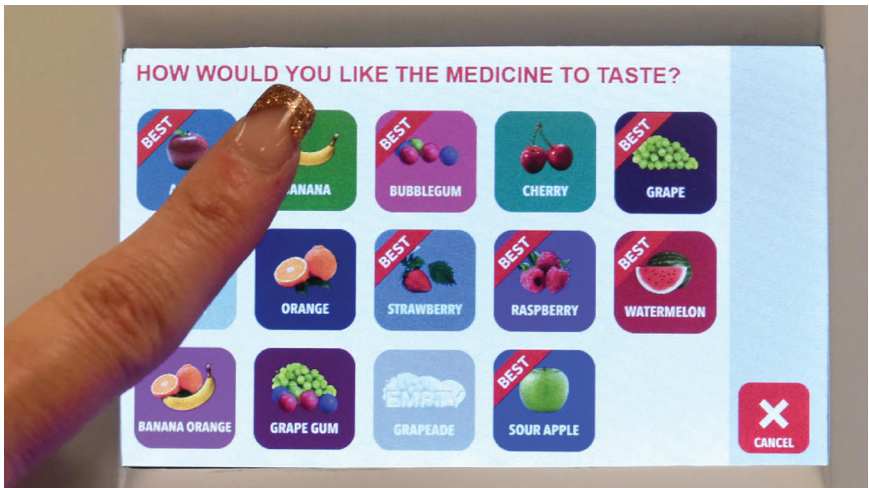 HOW WOULD YOU LIKE THE MEDICINE TO TASTE?
BEST
BEST
BEST
BUBBLEGUM
CHERRY
GRAPE
BEST
BEST
BEST
ORANGE
STRAWBERRY
RASPBERRY
WATERMELON
BEST
EMPTY
BANANA ORANGE
GRAPE GUM
GRAPEADE
SOUR APPLE
CANCEL